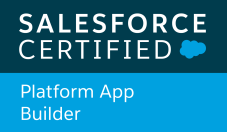 SALESFORCE
CERTIFIED
Platform App
Builder